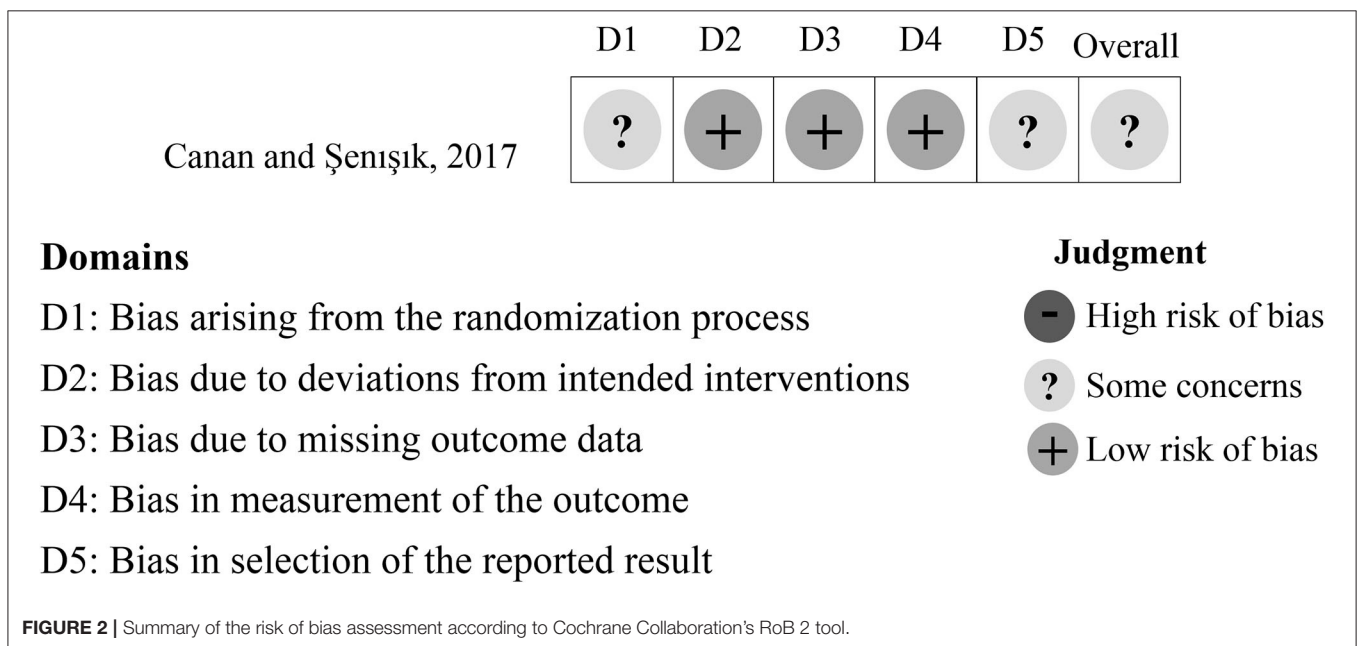 D1 D2 D3 D4 D5 Overall
Canan and Şenışık, 2017 ? + + + ? ?
Domains
D1: Bias arising from the randomization process
D2: Bias due to deviations from intended interventions
D3: Bias due to missing outcome data
D4: Bias in measurement of the outcome
D5: Bias in selection of the reported result
Judgment
- High risk of bias
? Some concerns
+ Low risk of bias
FIGURE 2 | Summary of the risk of bias assessment according to Cochrane Collaboration’s RoB 2 tool.